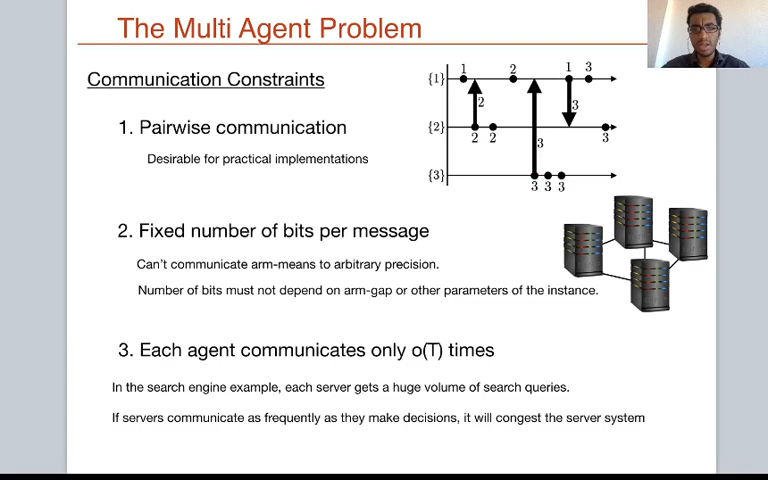 The Multi Agent Problem
Communication Constraints
1. Pairwise communication
Desirable for practical implementations
{1} 1 2 1 3
2 3
{2} 2 2 3
3
{3} 3 3 3
2. Fixed number of bits per message
Can't communicate arm-means to arbitrary precision.
Number of bits must not depend on arm-gap or other parameters of the instance.
3. Each agent communicates only o(T) times
In the search engine example, each server gets a huge volume of search queries.
If servers communicate as frequently as they make decisions, it will congest the server system